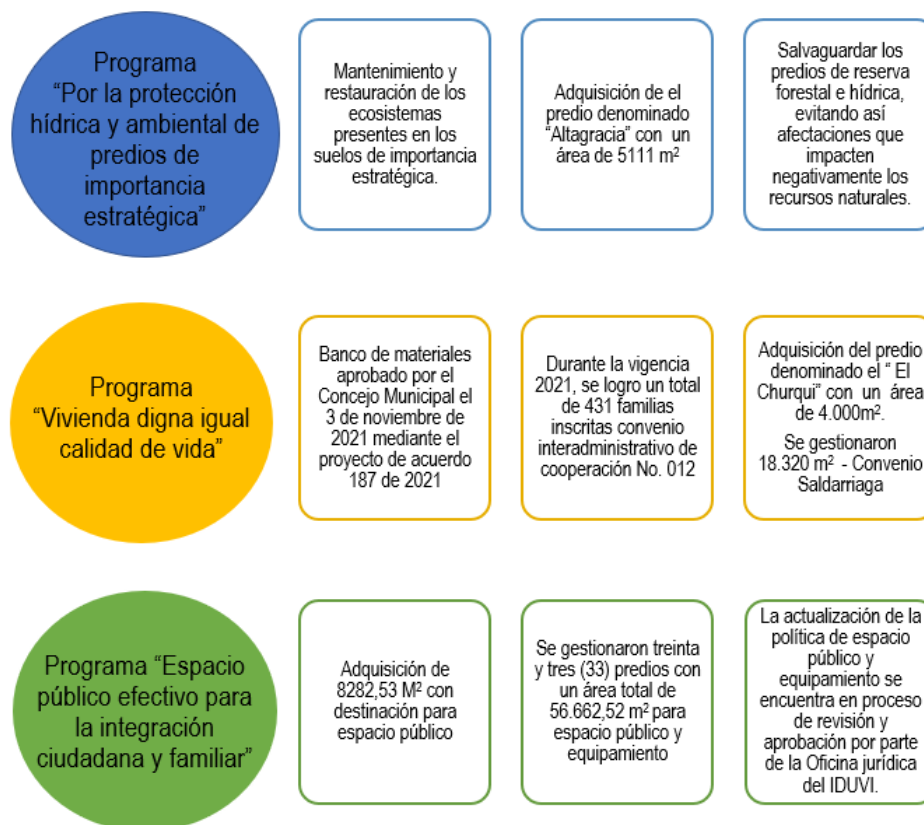 Programa
“Por la protección
hídrica y ambiental de
predios de
importancia
estratégica”
Mantenimiento y
restauración de los
ecosistemas
presentes en los
suelos de importancia
estratégica.
Adquisición de el
predio denominado
“Altagracia” con un
área de 5111 m²
Salvaguardar los
predios de reserva
forestal e hídrica,
evitando así
afectaciones que
impacten
negativamente los
recursos naturales.
Programa
“Vivienda digna igual
calidad de vida”
Banco de materiales
aprobado por el
Concejo Municipal el
3 de noviembre de
2021 mediante el
proyecto de acuerdo
187 de 2021
Durante la vigencia
2021, se logro un total
de 431 familias
inscritas convenio
interadministrativo de
cooperación No. 012
Adquisición del predio
denominado el “ El
Churqui” con un área
de 4.000m².
Se gestionaron
18.320 m² - Convenio
Saldarriaga
Programa “Espacio
público efectivo para
la integración
ciudadana y familiar”
Adquisición de
8282,53 M² con
destinación para
espacio público
Se gestionaron treinta
y tres (33) predios con
un área total de
56.662,52 m² para
espacio público y
equipamiento
La actualización de la
política de espacio
público y
equipamiento se
encuentra en proceso
de revisión y
aprobación por parte
de la Oficina jurídica
del IDUVI.